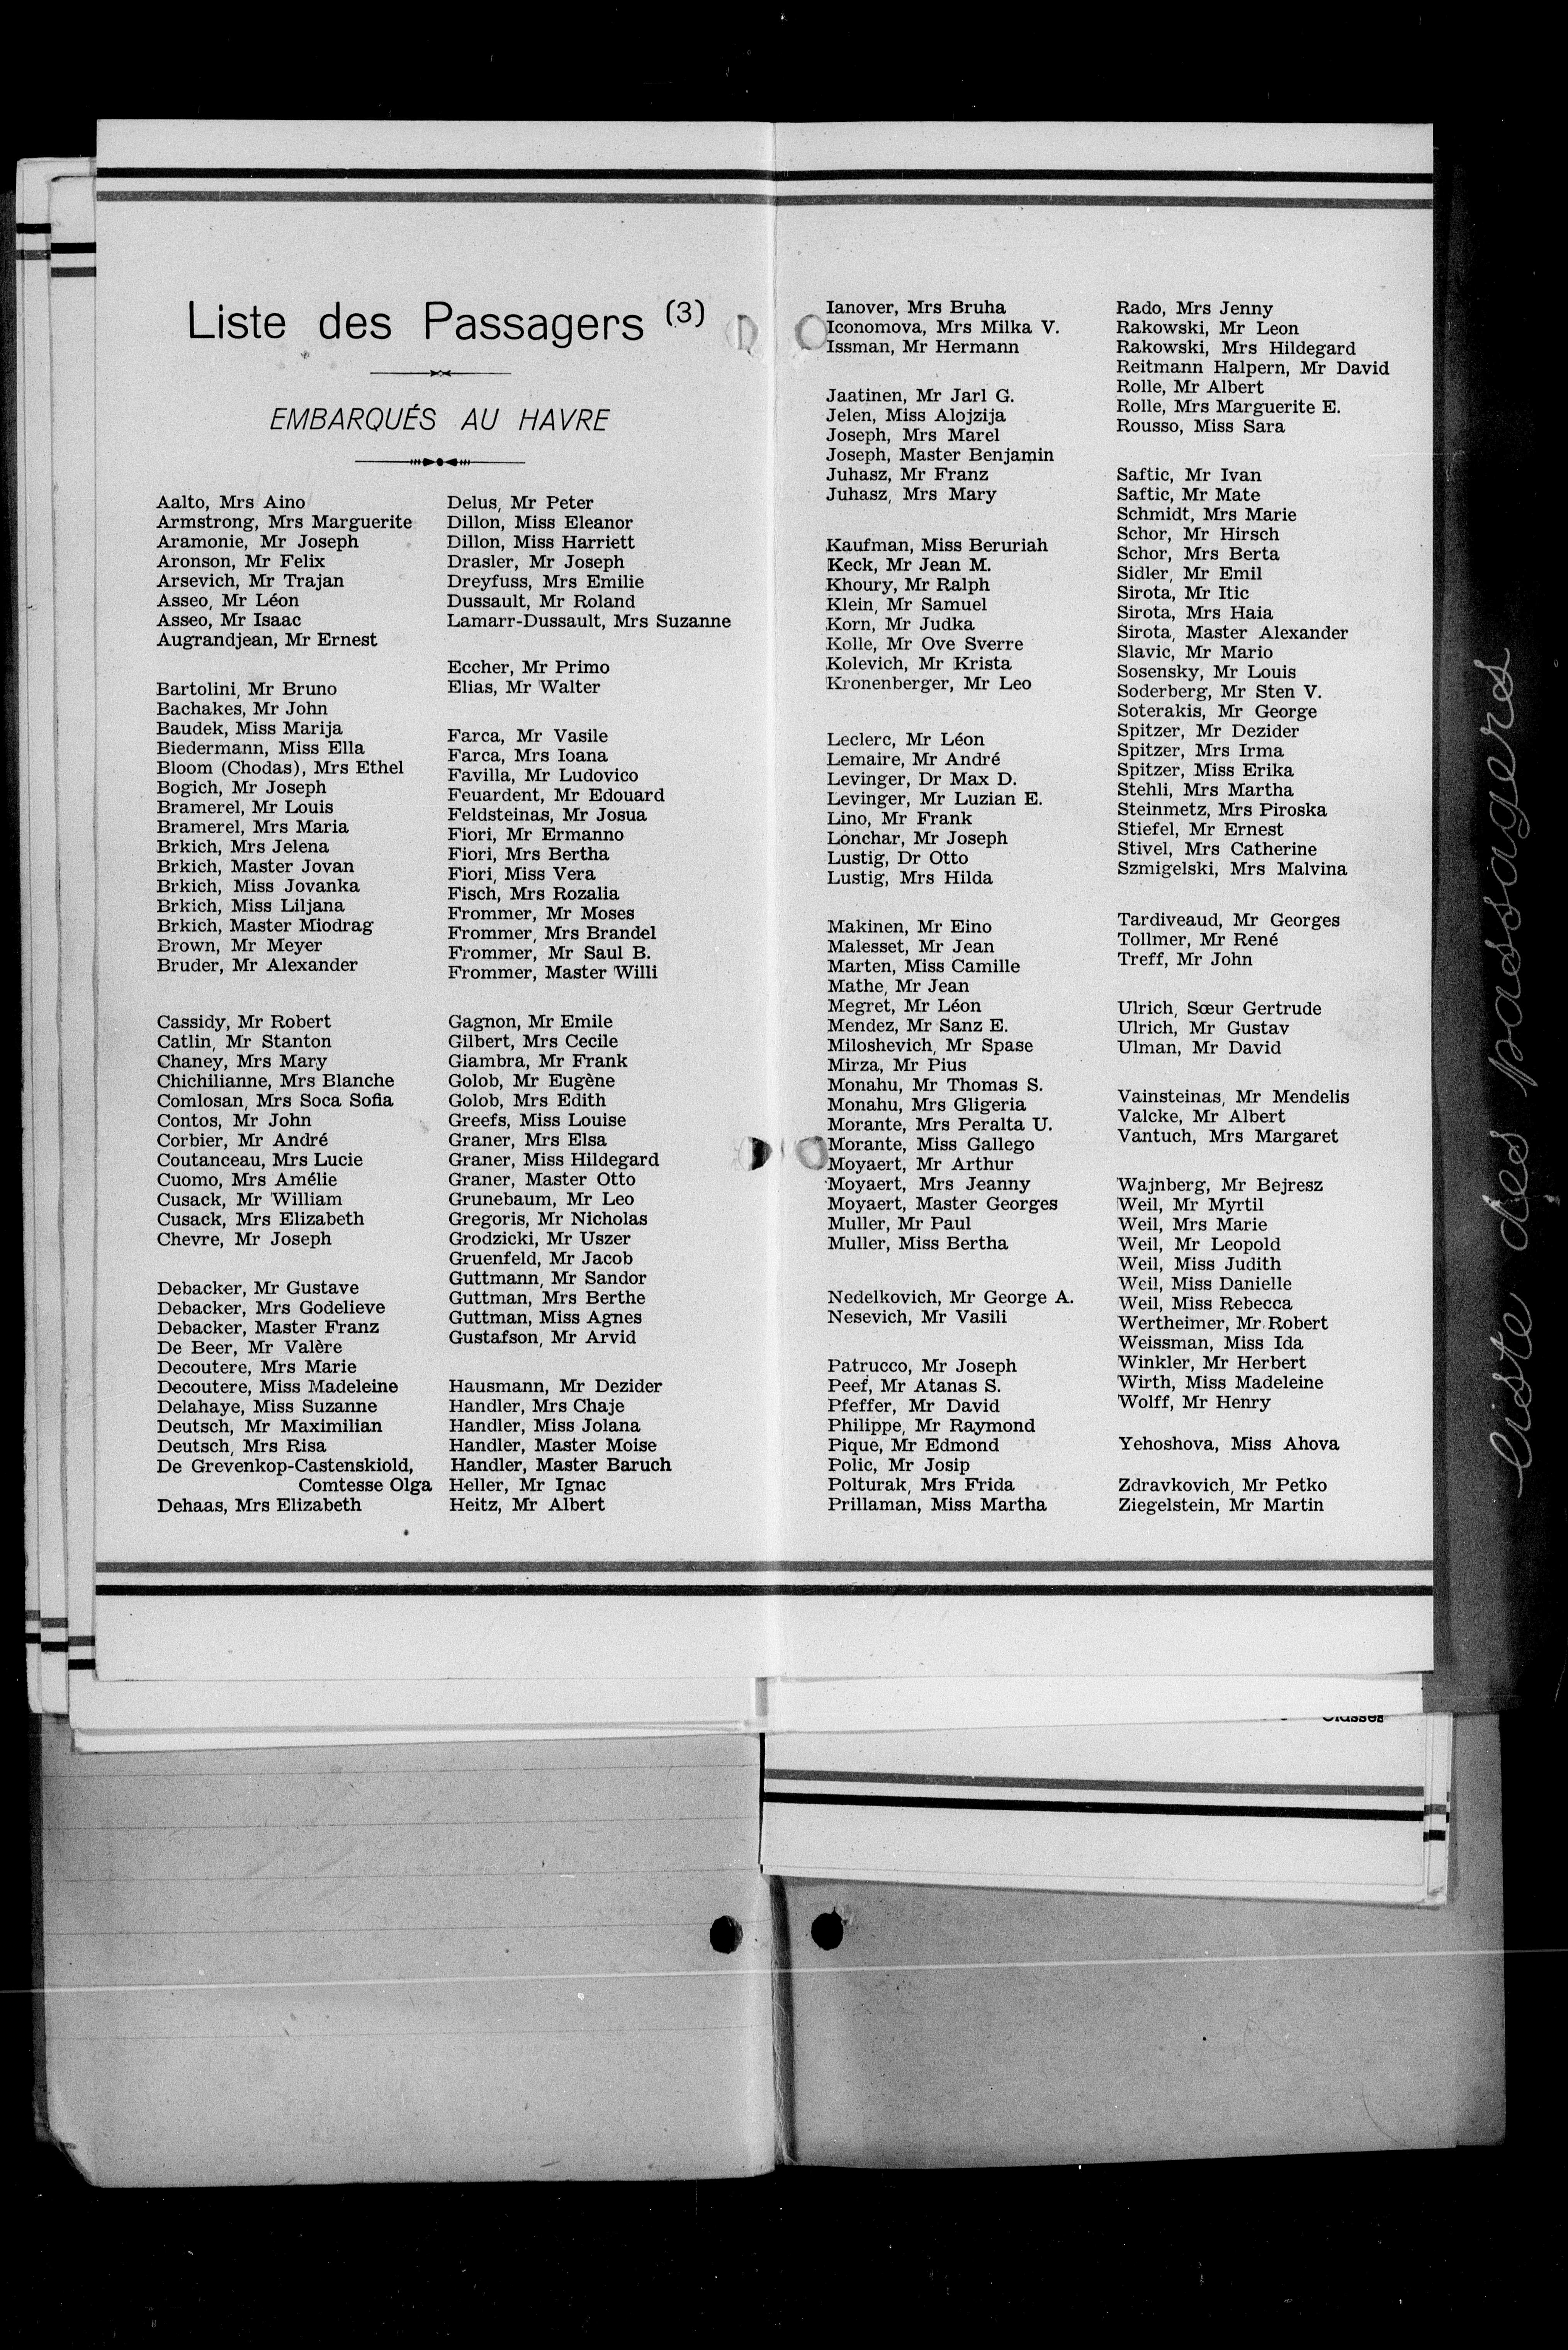 Liste des Passagers (3)
EMBARQUÉS AU HAVRE
Aalto, Mrs Aino
Armstrong, Mrs Marguerite
Aramonie, Mr Joseph
Aronson, Mr Felix
Arsevich, Mr Trajan
Asseo, Mr Léon
Asseo, Mr Isaac
Augrandjean, Mr Ernest
Bartolini, Mr Bruno
Bachakes, Mr John
Baudek, Miss Marija
Biedermann, Miss Ella
Bloom (Chodas), Mrs Ethel
Bogich, Mr Joseph
Bramerel, Mr Louis
Bramerel, Mrs Maria
Brkich, Mrs Jelena
Brkich, Master Jovan
Brkich, Miss Jovanka
Brkich, Miss Liljana
Brkich, Master Miodrag
Brown, Mr Meyer
Bruder, Mr Alexander
Cassidy, Mr Robert
Catlin, Mr Stanton
Chaney, Mrs Mary
Chichilianne, Mrs Blanche
Comlosan, Mrs Soca Sofia
Contos, Mr John
Corbier, Mr André
Coutanceau, Mrs Lucie
Cuomo, Mrs Amélie
Cusack, Mr William
Cusack, Mrs Elizabeth
Chevre, Mr Joseph
Debacker, Mr Gustave
Debacker, Mrs Godelieve
Debacker, Master Franz
De Beer, Mr Valère
Decoutere, Mrs Marie
Decoutere, Miss Madeleine
Delahaye, Miss Suzanne
Deutsch, Mr Maximilian
Deutsch, Mrs Risa
De Grevenkop-Castenskiold,
Comtesse Olga
Dehaas, Mrs Elizabeth
Delus, Mr Peter
Dillon, Miss Eleanor
Dillon, Miss Harriett
Drasler, Mr Joseph
Dreyfuss, Mrs Emilie
Dussault, Mr Roland
Lamarr-Dussault, Mrs Suzanne
Eccher, Mr Primo
Elias, Mr Walter
Farca, Mr Vasile
Farca, Mrs Ioana
Favilla, Mr Ludovico
Feuardent, Mr Edouard
Feldsteinas, Mr Josua
Fiori, Mr Ermanno
Fiori, Mrs Bertha
Fiori, Miss Vera
Fisch, Mrs Rozalia
Frommer, Mr Moses
Frommer, Mrs Brandel
Frommer, Mr Saul B.
Frommer, Master Willi
Gagnon, Mr Emile
Gilbert, Mrs Cecile
Giambra, Mr Frank
Golob, Mr Eugène
Golob, Mrs Edith
Greefs, Miss Louise
Graner, Mrs Elsa
Graner, Miss Hildegard
Graner, Master Otto
Grunebaum, Mr Leo
Gregoris, Mr Nicholas
Grodzicki, Mr Uszer
Gruenfeld, Mr Jacob
Guttmann, Mr Sandor
Guttman, Mrs Berthe
Guttman, Miss Agnes
Gustafson, Mr Arvid
Hausmann, Mr Dezider
Handler, Mrs Chaje
Handler, Miss Jolana
Handler, Master Moise
Handler, Master Baruch
Heller, Mr Ignac
Heitz, Mr Albert
Ianover, Mrs Bruha
Iconomova, Mrs Milka V.
Issman, Mr Hermann
Jaatinen, Mr Jarl G.
Jelen, Miss Alojzija
Joseph, Mrs Marel
Joseph, Master Benjamin
Juhasz, Mr Franz
Juhasz, Mrs Mary
Kaufman, Miss Beruriah
Keck, Mr Jean M.
Khoury, Mr Ralph
Klein, Mr Samuel
Korn, Mr Judka
Kolle, Mr Ove Sverre
Kolevich, Mr Krista
Kronenberger, Mr Leo
Leclerc, Mr Léon
Lemaire, Mr André
Levinger, Dr Max D.
Levinger, Mr Luzian E.
Lino, Mr Frank
Lonchar, Mr Joseph
Lustig, Dr Otto
Lustig, Mrs Hilda
Makinen, Mr Eino
Malesset, Mr Jean
Marten, Miss Camille
Mathe, Mr Jean
Megret, Mr Léon
Mendez, Mr Sanz E.
Miloshevich, Mr Spase
Mirza, Mr Pius
Monahu, Mr Thomas S.
Monahu, Mrs Gligeria
Morante, Mrs Peralta U.
Morante, Miss Gallego
Moyaert, Mr Arthur
Moyaert, Mrs Jeanny
Moyaert, Master Georges
Muller, Mr Paul
Muller, Miss Bertha
Nedelkovich, Mr George A.
Nesevich, Mr Vasili
Patrucco, Mr Joseph
Peef, Mr Atanas S.
Pfeffer, Mr David
Philippe, Mr Raymond
Pique, Mr Edmond
Polic, Mr Josip
Polturak, Mrs Frida
Prillaman, Miss Martha
Rado, Mrs Jenny
Rakowski, Mr Leon
Rakowski, Mrs Hildegard
Reitmann Halpern, Mr David
Rolle, Mr Albert
Rolle, Mrs Marguerite E.
Rousso, Miss Sara
Saftic, Mr Ivan
Saftic, Mr Mate
Schmidt, Mrs Marie
Schor, Mr Hirsch
Schor, Mrs Berta
Sidler, Mr Emil
Sirota, Mr Itic
Sirota, Mrs Haia
Sirota, Master Alexander
Slavic, Mr Mario
Sosensky, Mr Louis
Soderberg, Mr Sten V.
Soterakis, Mr George
Spitzer, Mr Dezider
Spitzer, Mrs Irma
Spitzer, Miss Erika
Stehli, Mrs Martha
Steinmetz, Mrs Piroska
Stiefel, Mr Ernest
Stivel, Mrs Catherine
Szmigelski, Mrs Malvina
Tardiveaud, Mr Georges
Tollmer, Mr René
Treff, Mr John
Ulrich, Sœur Gertrude
Ulrich, Mr Gustav
Ulman, Mr David
Vainsteinas, Mr Mendelis
Valcke, Mr Albert
Vantuch, Mrs Margaret
Wajnberg, Mr Bejresz
Weil, Mr Myrtil
Weil, Mrs Marie
Weil, Mr Leopold
Weil, Miss Judith
Weil, Miss Danielle
Weil, Miss Rebecca
Wertheimer, Mr Robert
Weissman, Miss Ida
Winkler, Mr Herbert
Wirth, Miss Madeleine
Wolff, Mr Henry
Yehoshova, Miss Ahova
Zdravkovich, Mr Petko
Ziegelstein, Mr Martin
Classes
liste des passagers